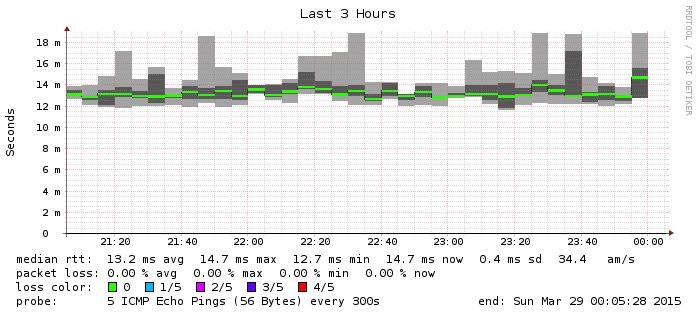 Last 3 Hours
RRDTOOL / TOBI OETIKER
Seconds
18 m
16 m
14 m
12 m
10 m
8 m
6 m
4 m
2 m
0
21:20 21:40 22:00 22:20 22:40 23:00 23:20 23:40 00:00
median rtt: 13.2 ms avg 14.7 ms max 12.7 ms min 14.7 ms now 0.4 ms sd 34.4 am/s
packet loss: 0.00 % avg 0.00 % max 0.00 % min 0.00 % now
loss color: 0 1/5 2/5 3/5 4/5
probe: 5 ICMP Echo Pings (56 Bytes) every 300s end: Sun Mar 29 00:05:28 2015